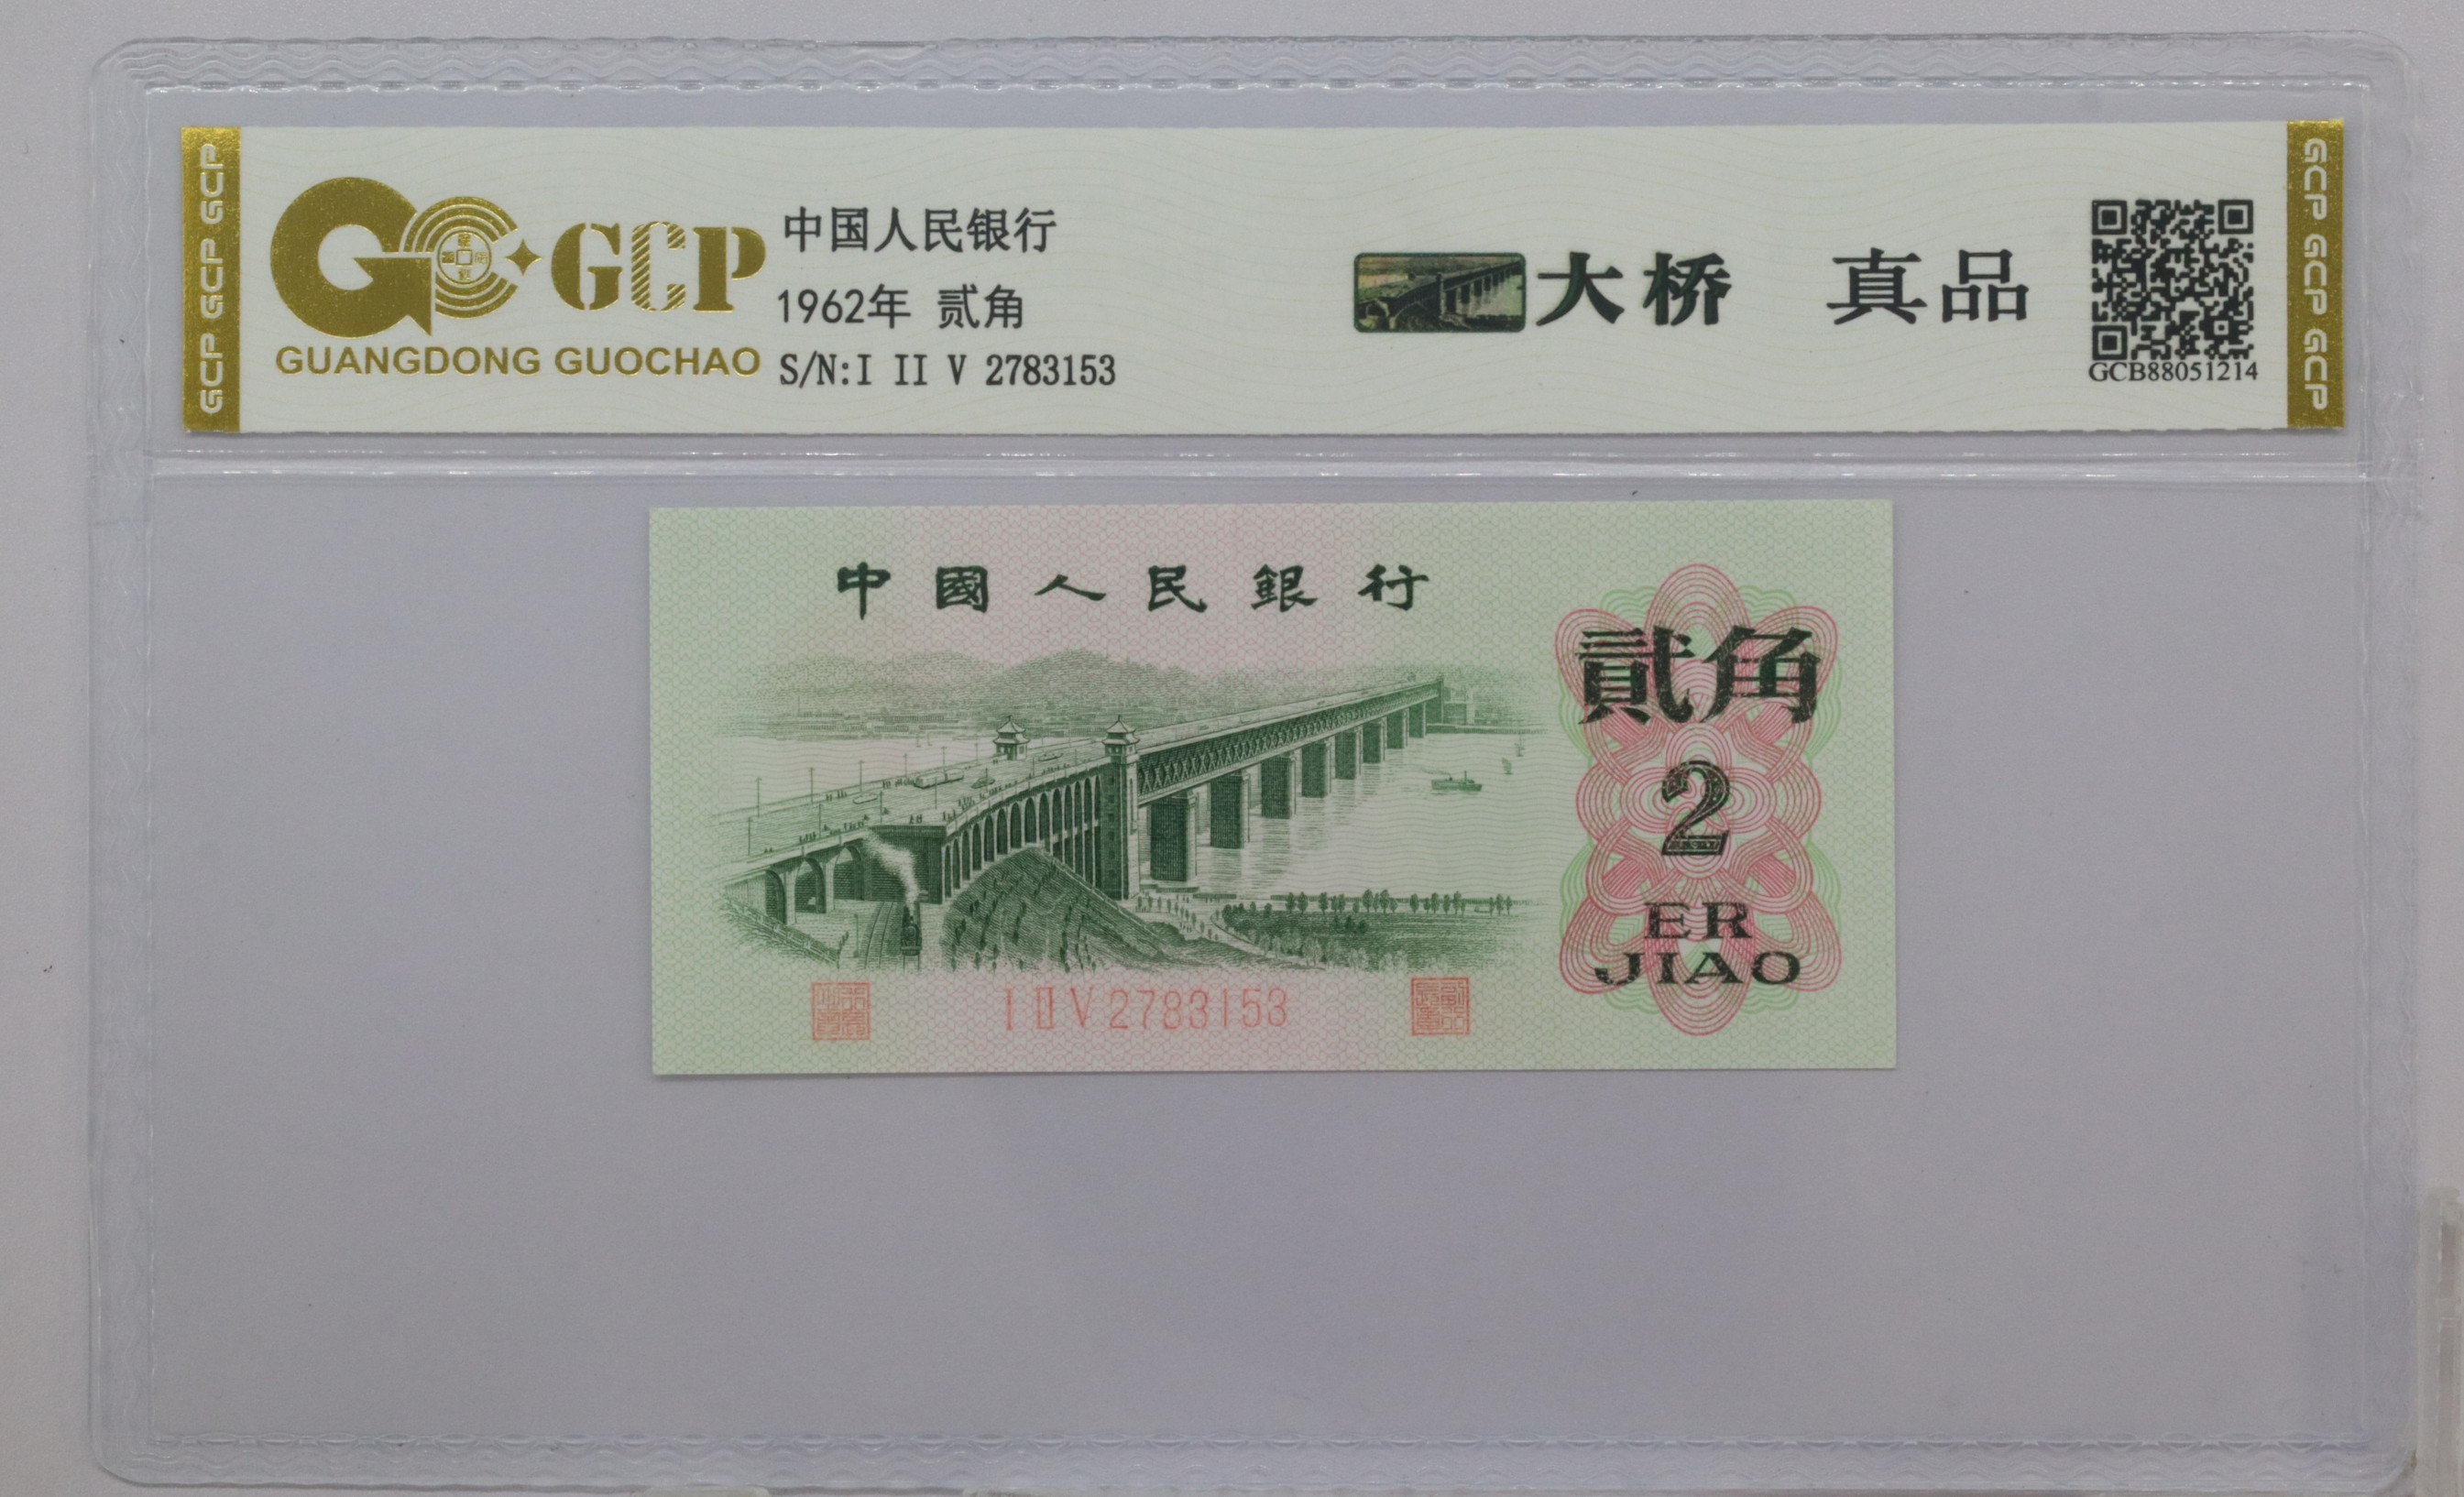 GCP GCP GCP
GCP
GUANGDONG GUOCHAO
中国人民银行
1962年 贰角
S/N:I II V 2783153
大桥 真品
GCB88051214
GCP GCP GCP
中國人民銀行
貳角
2
ER
JIAO
I II V 2783153